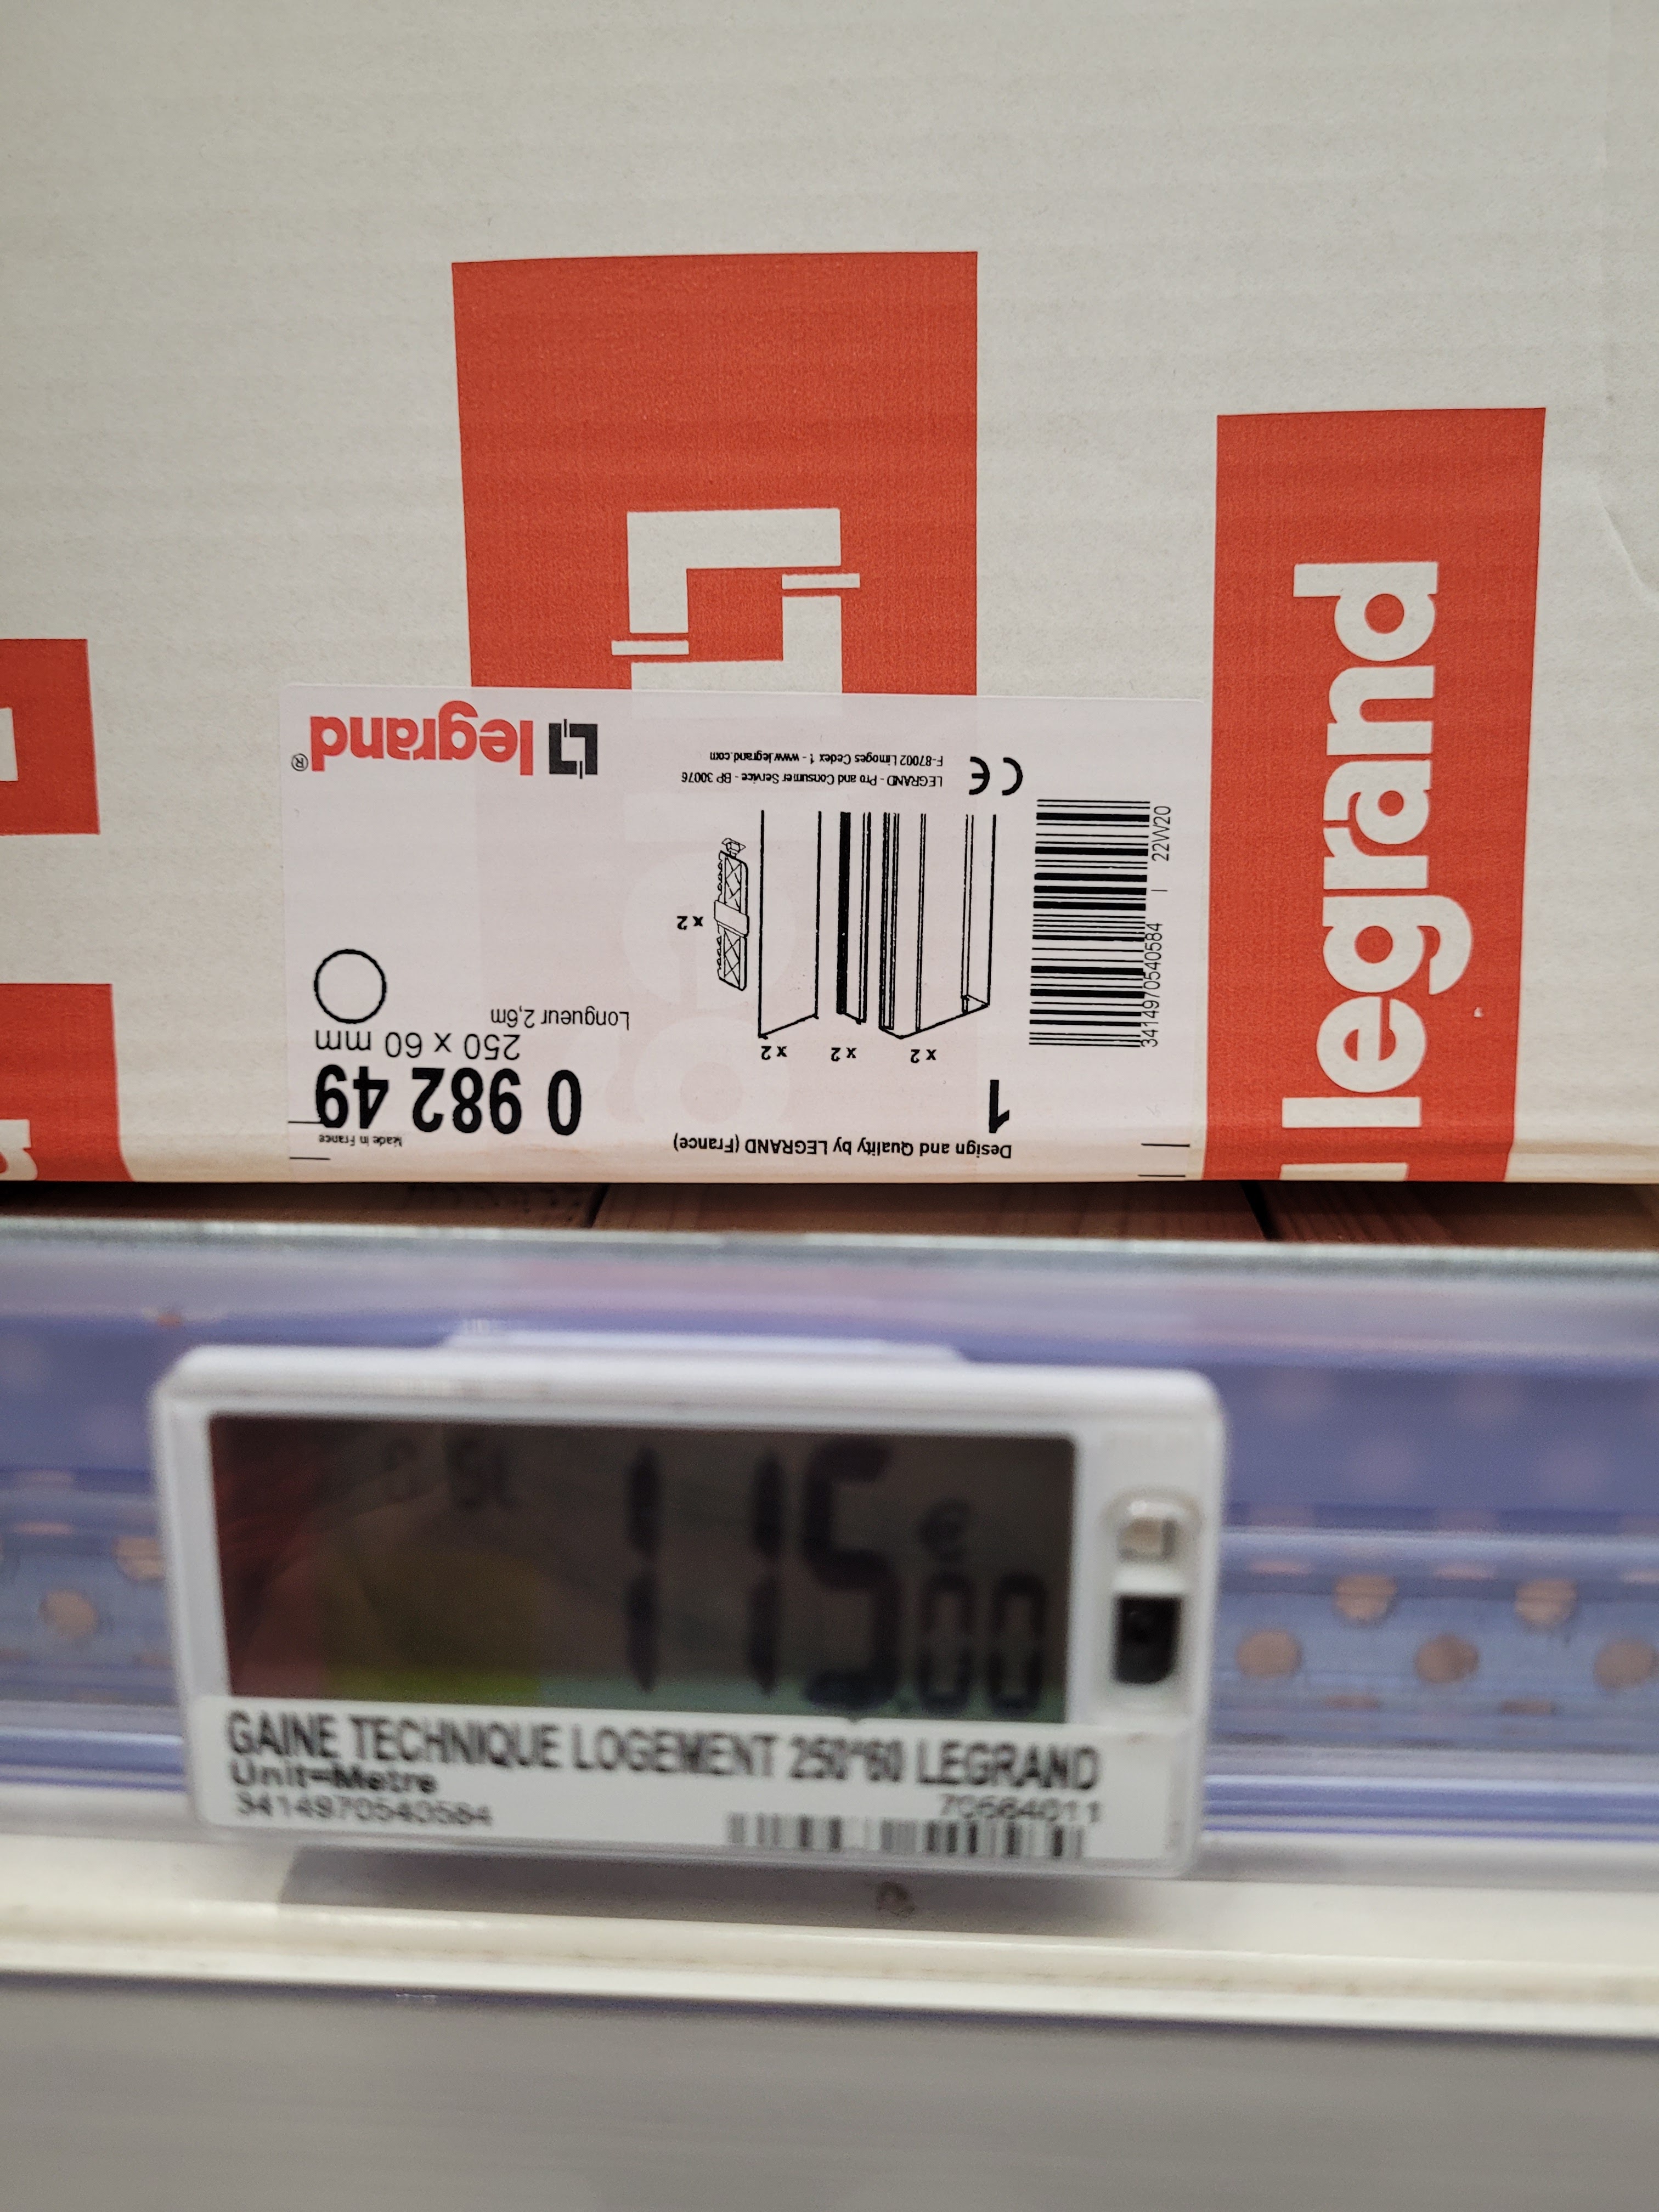 legrand
legrand®
LEGRAND - Pro and Consumer Service - BP 30076
F-87002 Limoges Cedex 1 - www.legrand.com
CE
3414970540584 | 22W20
x 2
x 2
x 2
x 2
Longueur 2,6m
250 x 60 mm
0 982 49
1
Made in France
Design and Quality by LEGRAND (France)
115€00
GAINE TECHNIQUE LOGEMENT 250*60 LEGRAND
Unit=Metre
3414970540584 70664011